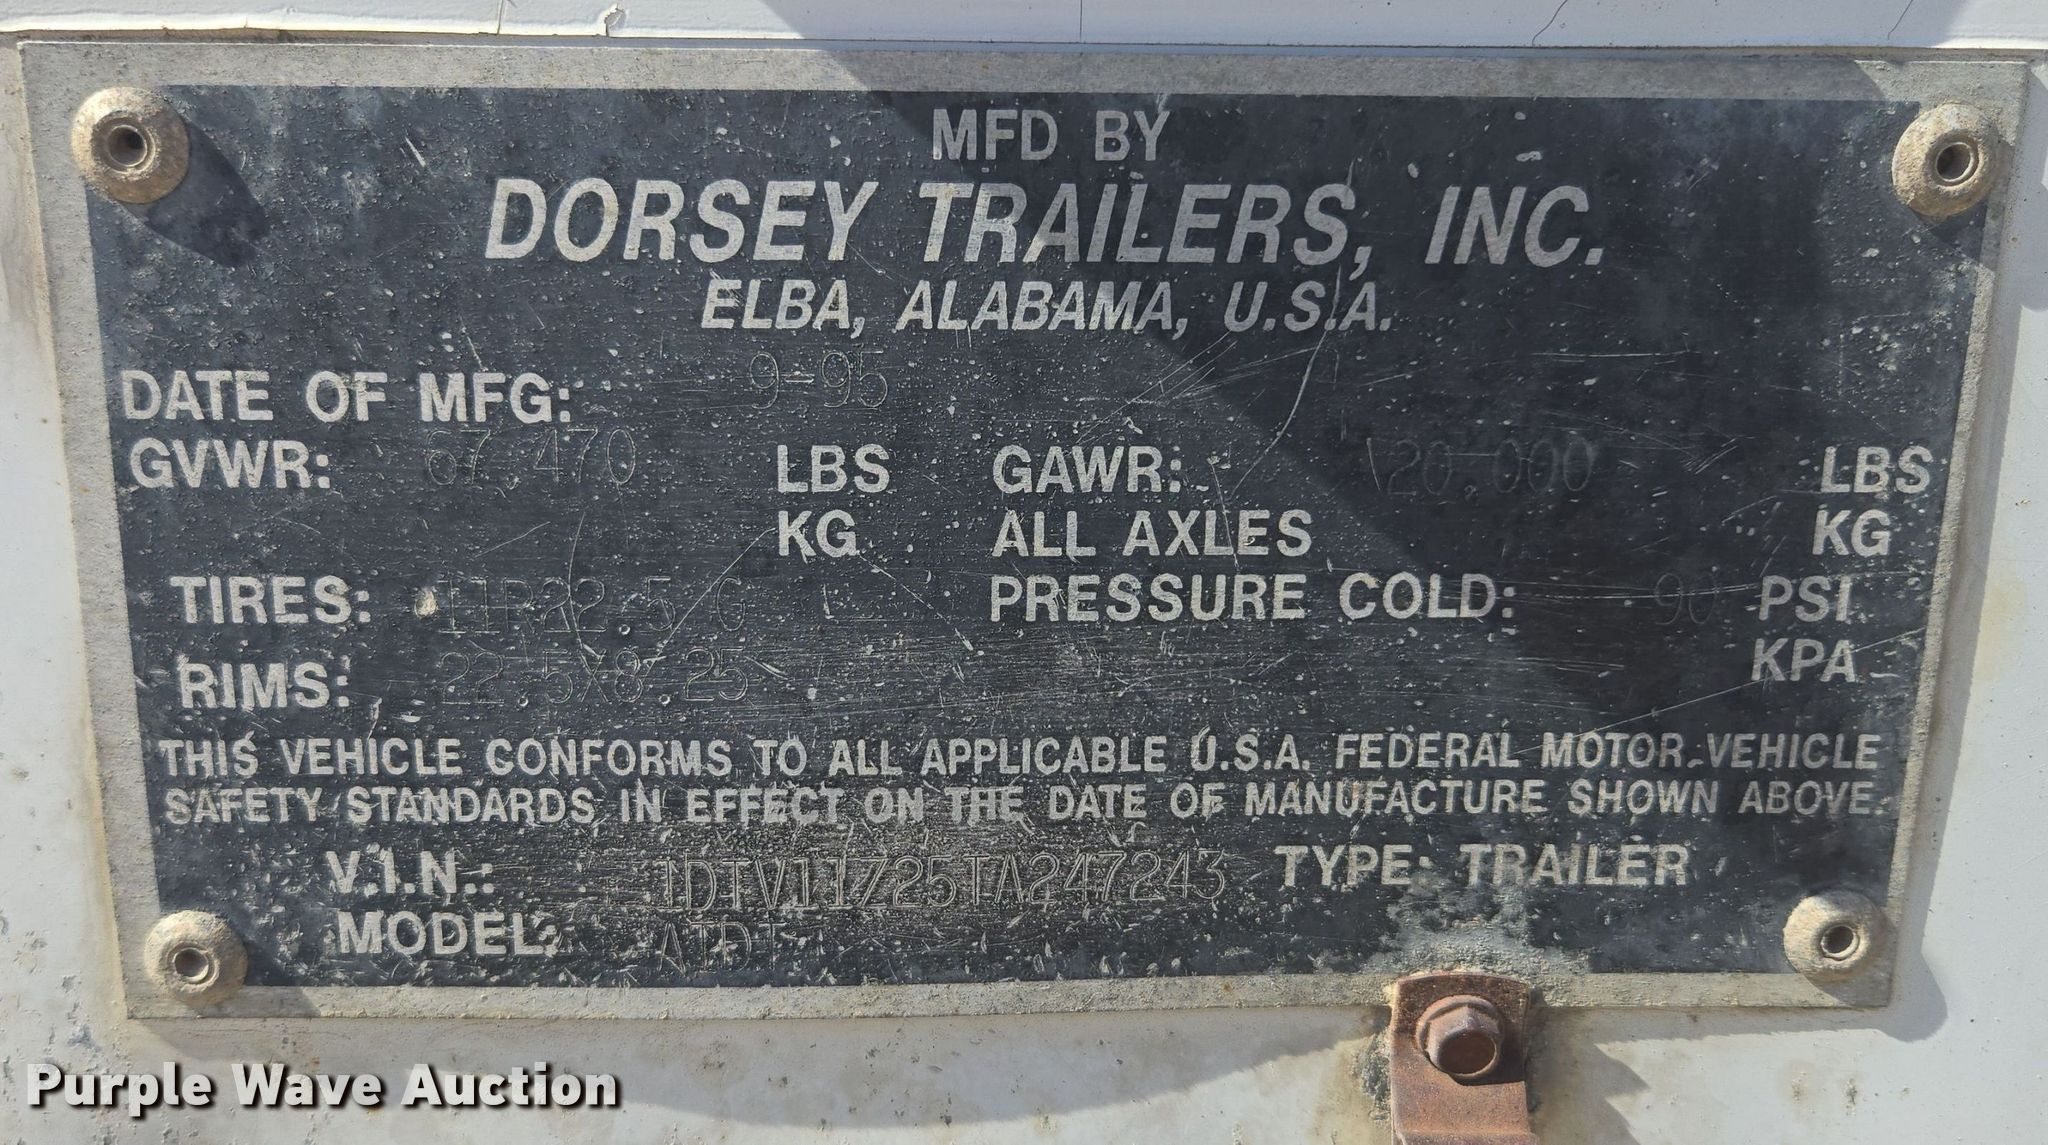 MFD BY
DORSEY TRAILERS, INC.
ELBA, ALABAMA, U.S.A.
DATE OF MFG: 9-95
GVWR: 67,470 LBS GAWR: 20,000 LBS
KG ALL AXLES KG
TIRES: 11R22.5 G PRESSURE COLD: 90 PSI
KPA
RIMS: 22.5X8.25
THIS VEHICLE CONFORMS TO ALL APPLICABLE U.S.A. FEDERAL MOTOR VEHICLE
SAFETY STANDARDS IN EFFECT ON THE DATE OF MANUFACTURE SHOWN ABOVE.
V.I.N.: 1DTV11Z25TA247243 TYPE: TRAILER
MODEL:
Purple Wave Auction